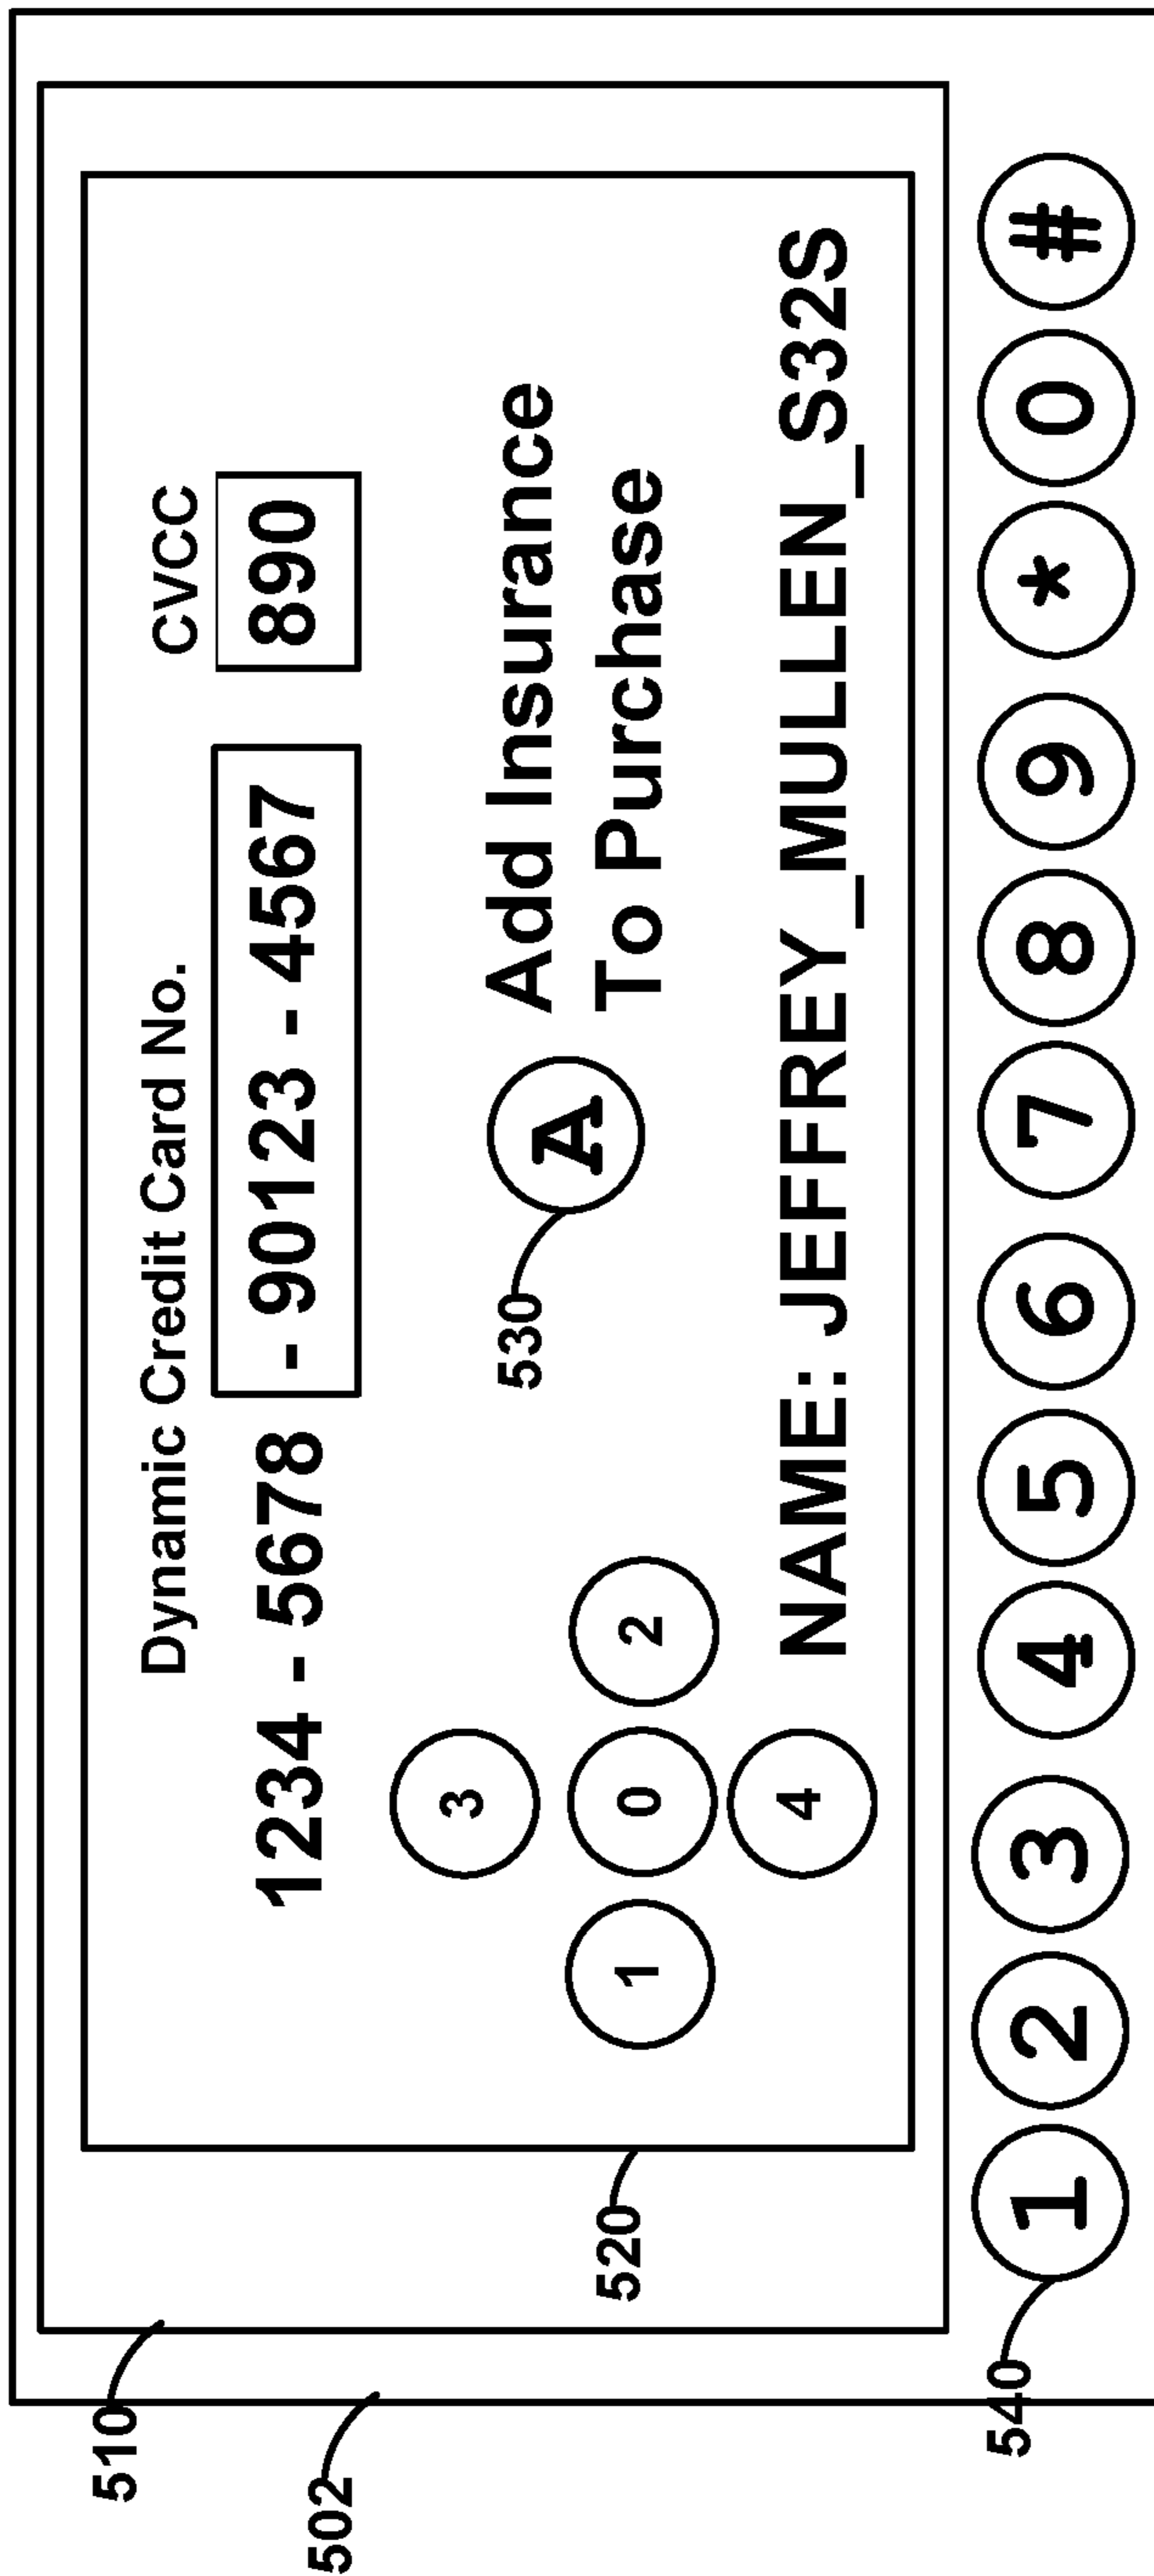 510
502
Dynamic Credit Card No. CVCC
1234 - 5678 - 90123 - 4567 890
3
1 0 2
4
530
A Add Insurance
To Purchase
520
NAME: JEFFREY_MULLEN_S32S
540
1 2 3 4 5 6 7 8 9 * 0 #